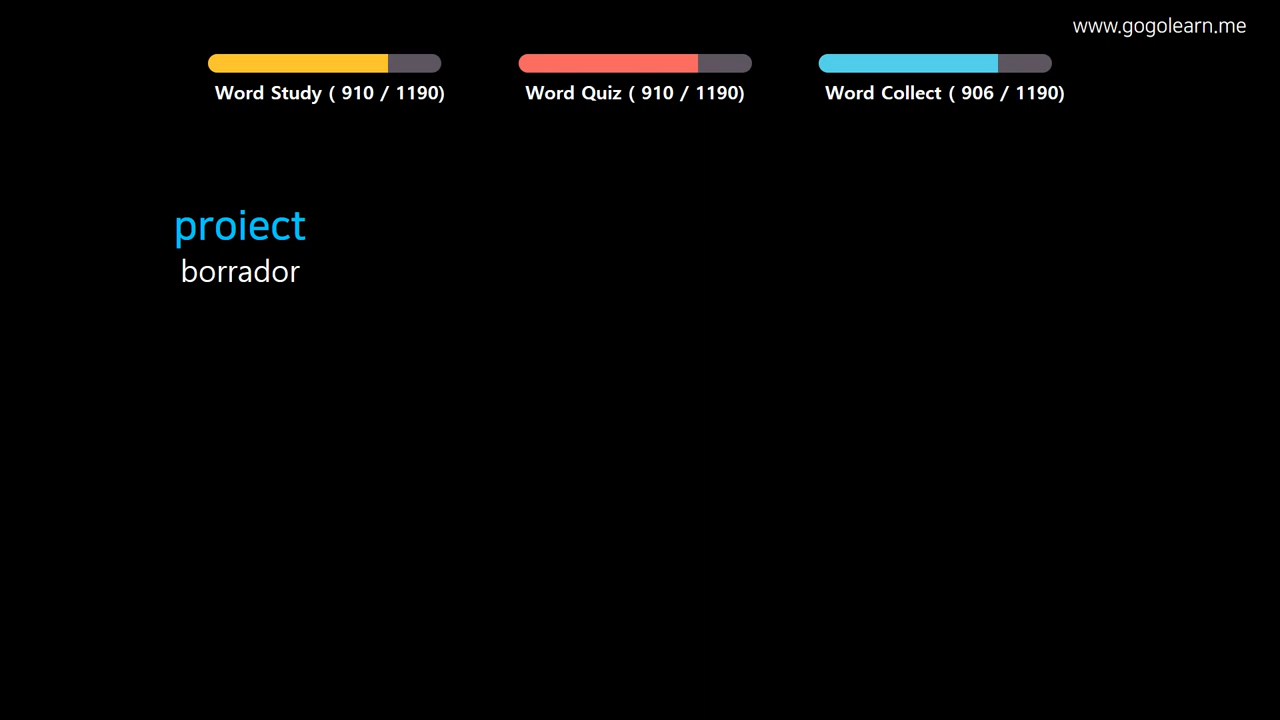 www.gogolearn.me
Word Study ( 910 / 1190)
Word Quiz ( 910 / 1190)
Word Collect ( 906 / 1190)
proiect
borrador